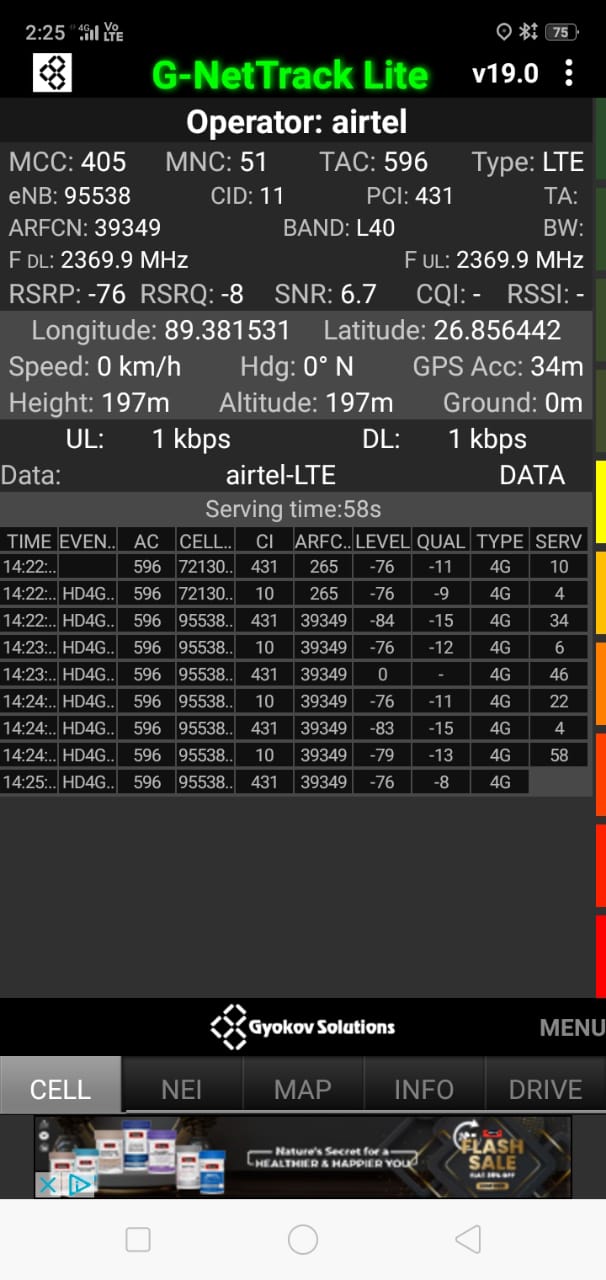 2:25 4G Vo LTE 75
G-NetTrack Lite v19.0
Operator: airtel
MCC: 405 MNC: 51 TAC: 596 Type: LTE
eNB: 95538 CID: 11 PCI: 431 TA:
ARFCN: 39349 BAND: L40 BW:
F DL: 2369.9 MHz F UL: 2369.9 MHz
RSRP: -76 RSRQ: -8 SNR: 6.7 CQI: - RSSI: -
Longitude: 89.381531 Latitude: 26.856442
Speed: 0 km/h Hdg: 0° N GPS Acc: 34m
Height: 197m Altitude: 197m Ground: 0m
UL: 1 kbps DL: 1 kbps
Data: airtel-LTE DATA
Serving time:58s
TIME EVEN.. AC CELL.. CI ARFC.. LEVEL QUAL TYPE SERV
14:22:.. 596 72130.. 431 265 -76 -11 4G 10
14:22:.. HD4G.. 596 72130.. 10 265 -76 -9 4G 4
14:22:.. HD4G.. 596 95538.. 431 39349 -84 -15 4G 34
14:23:.. HD4G.. 596 95538.. 10 39349 -76 -12 4G 6
14:23:.. HD4G.. 596 95538.. 431 39349 0 - 4G 46
14:24:.. HD4G.. 596 95538.. 10 39349 -76 -11 4G 22
14:24:.. HD4G.. 596 95538.. 431 39349 -83 -15 4G 4
14:24:.. HD4G.. 596 95538.. 10 39349 -79 -13 4G 58
14:25:.. HD4G.. 596 95538.. 431 39349 -76 -8 4G
Gyokov Solutions MENU
CELL NEI MAP INFO DRIVE
Nature's Secret for a
HEALTHIER & HAPPIER YOU
FLASH
SALE